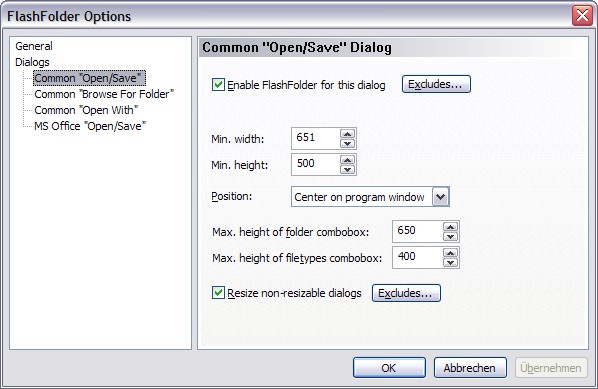 FlashFolder Options
General
Dialogs
Common "Open/Save"
Common "Browse For Folder"
Common "Open With"
MS Office "Open/Save"
Common "Open/Save" Dialog
Enable FlashFolder for this dialog Excludes...
Min. width: 651
Min. height: 500
Position: Center on program window
Max. height of folder combobox: 650
Max. height of filetypes combobox: 400
Resize non-resizable dialogs Excludes...
OK Abbrechen Übernehmen